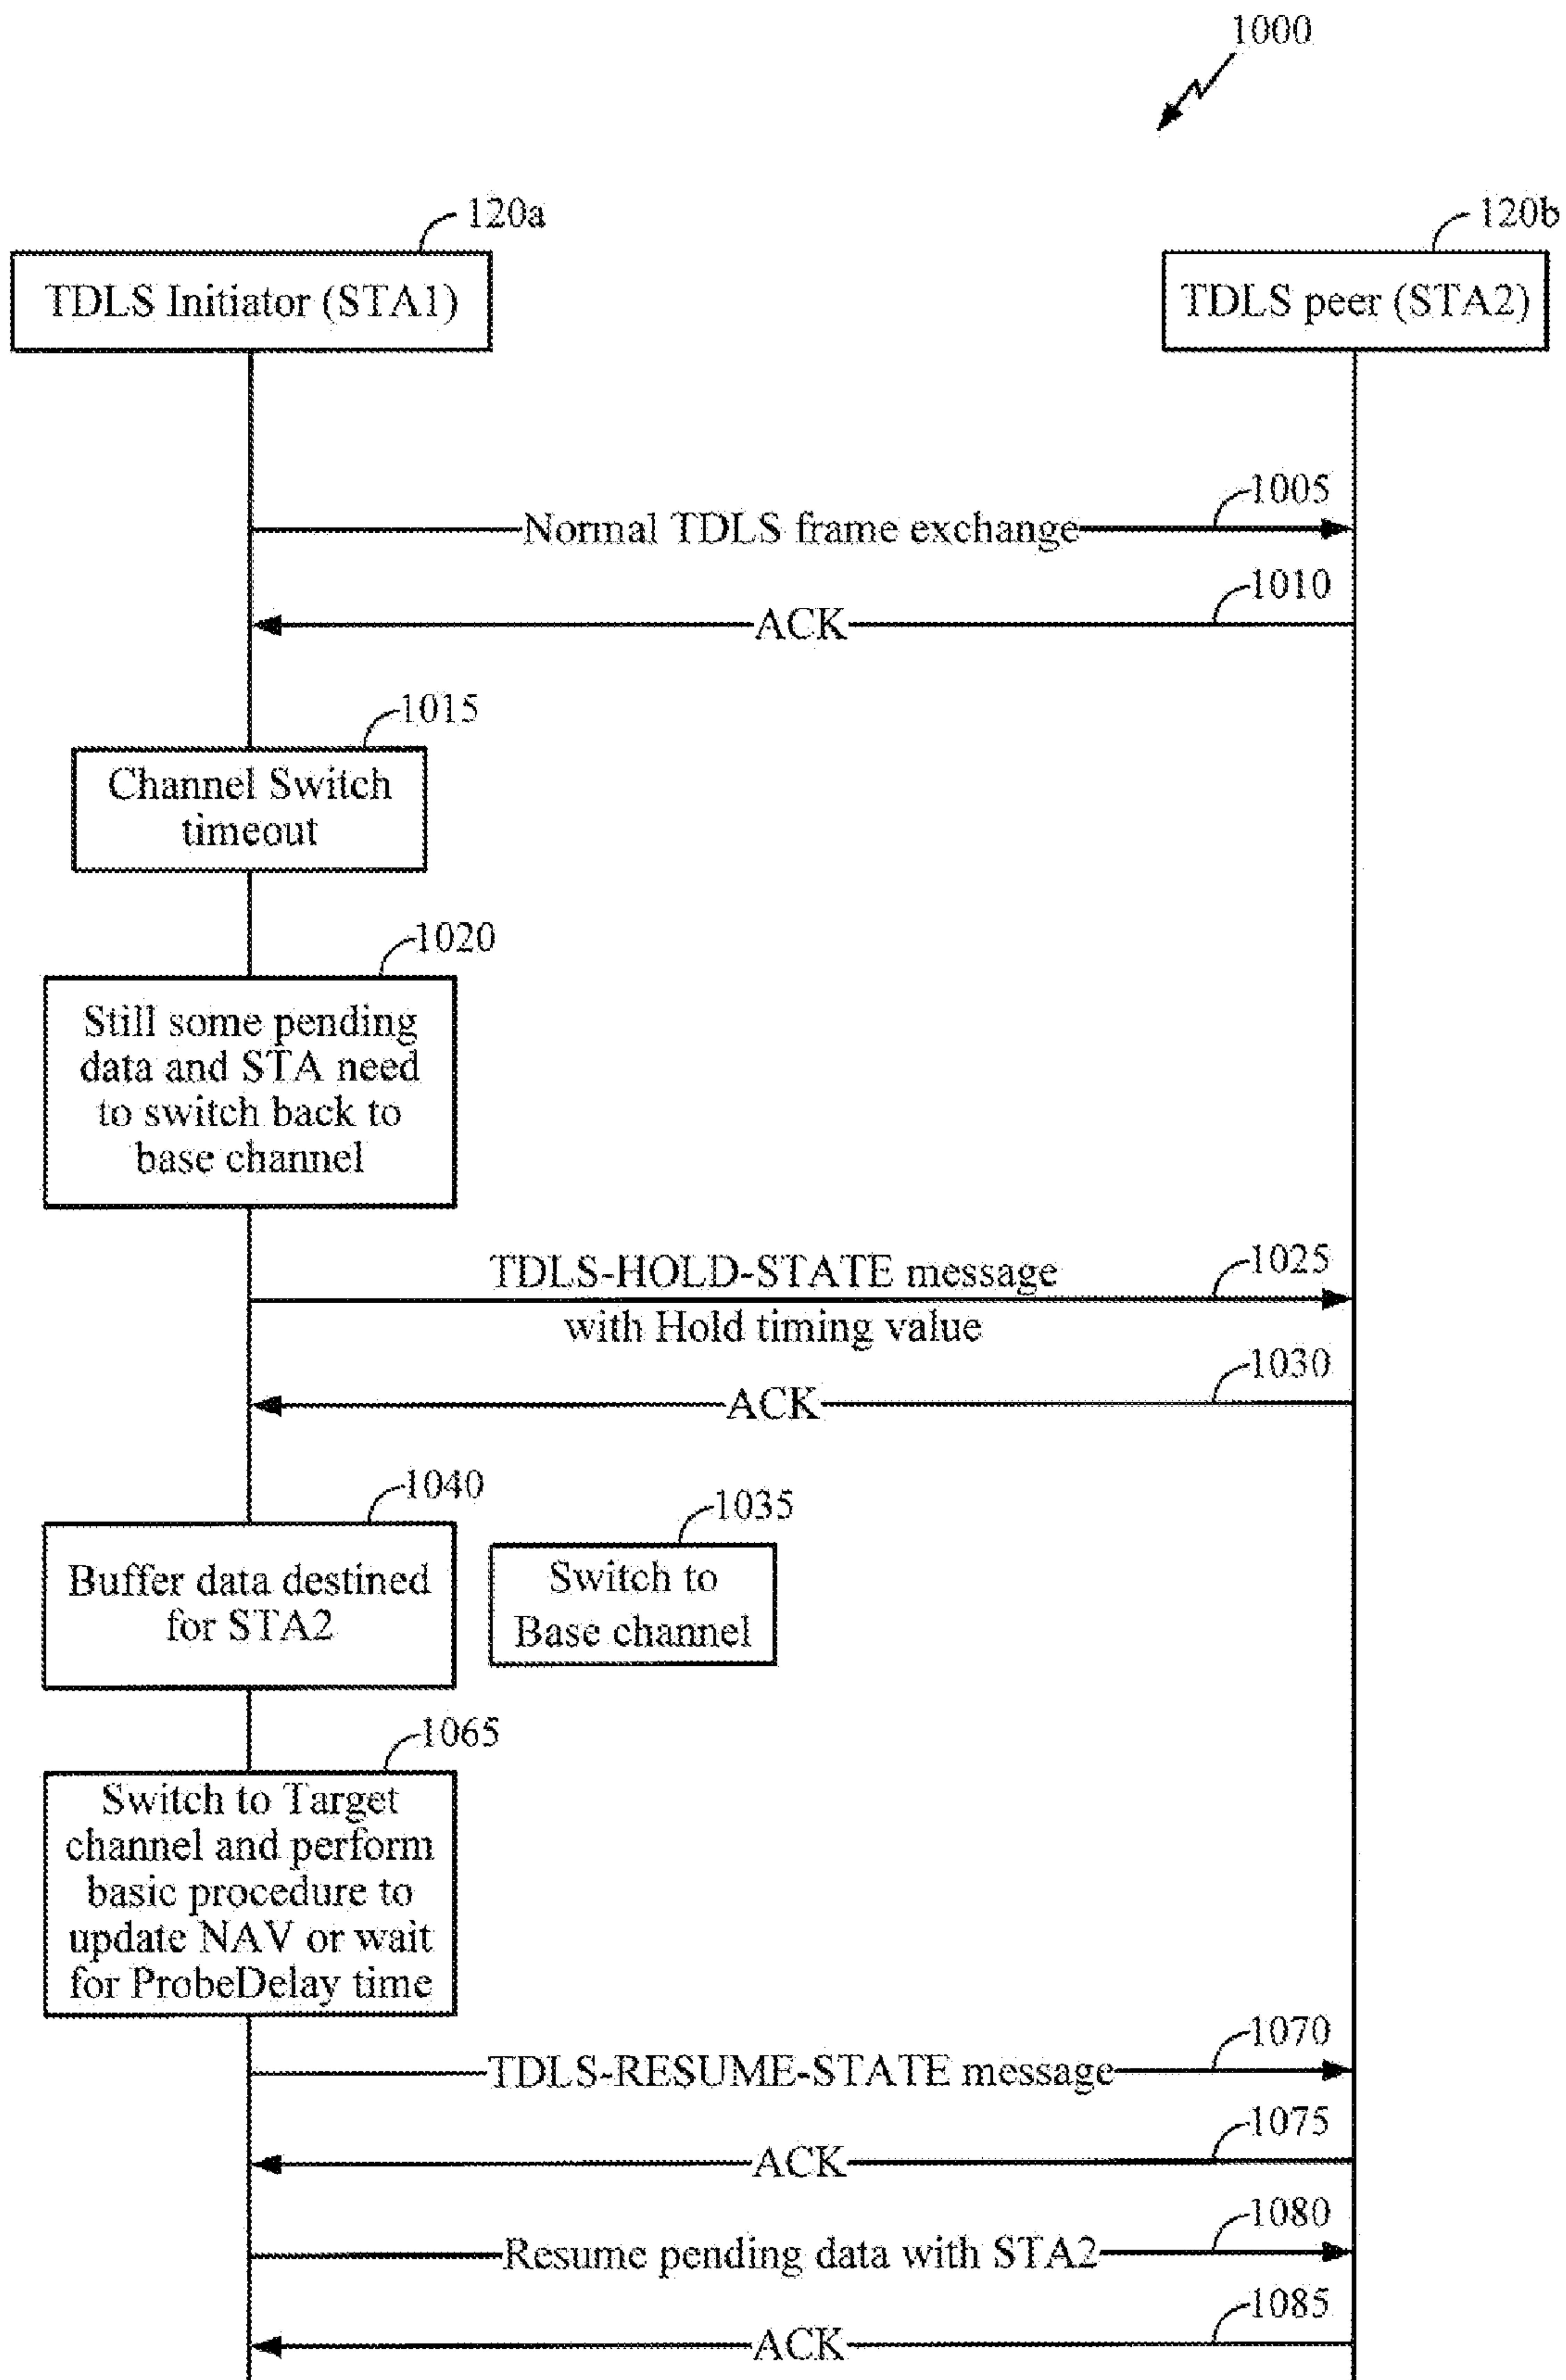 1000
120a
120b
TDLS Initiator (STA1)
TDLS peer (STA2)
1005
Normal TDLS frame exchange
1010
ACK
1015
Channel Switch
timeout
1020
Still some pending
data and STA need
to switch back to
base channel
1025
TDLS-HOLD-STATE message
with Hold timing value
1030
ACK
1040
Buffer data destined
for STA2
1035
Switch to
Base channel
1065
Switch to Target
channel and perform
basic procedure to
update NAV or wait
for ProbeDelay time
1070
TDLS-RESUME-STATE message
1075
ACK
1080
Resume pending data with STA2
1085
ACK